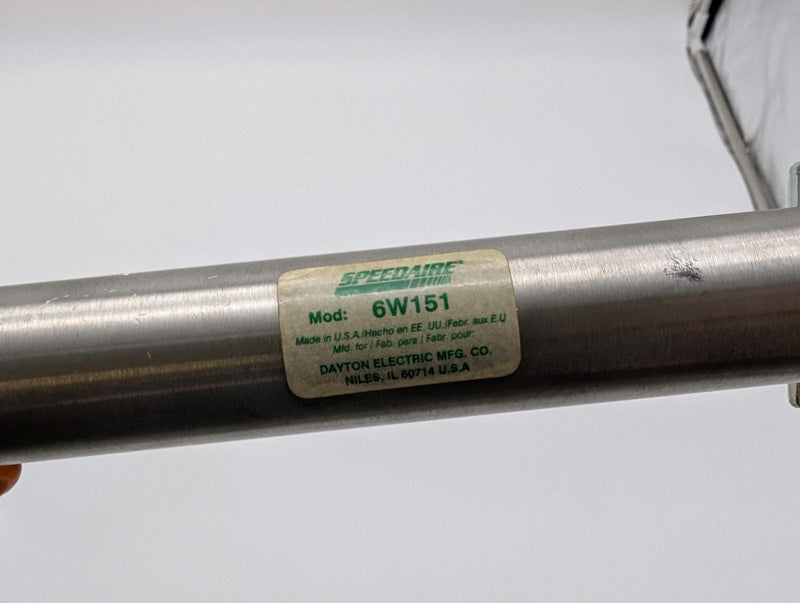 SPEEDAIRE®
Mod: 6W151
Made in U.S.A./Hecho en EE. UU./Fabr. aux E.U
Mfd. for / Fab. para / Fabr. pour:
DAYTON ELECTRIC MFG. CO.
NILES, IL 60714 U.S.A